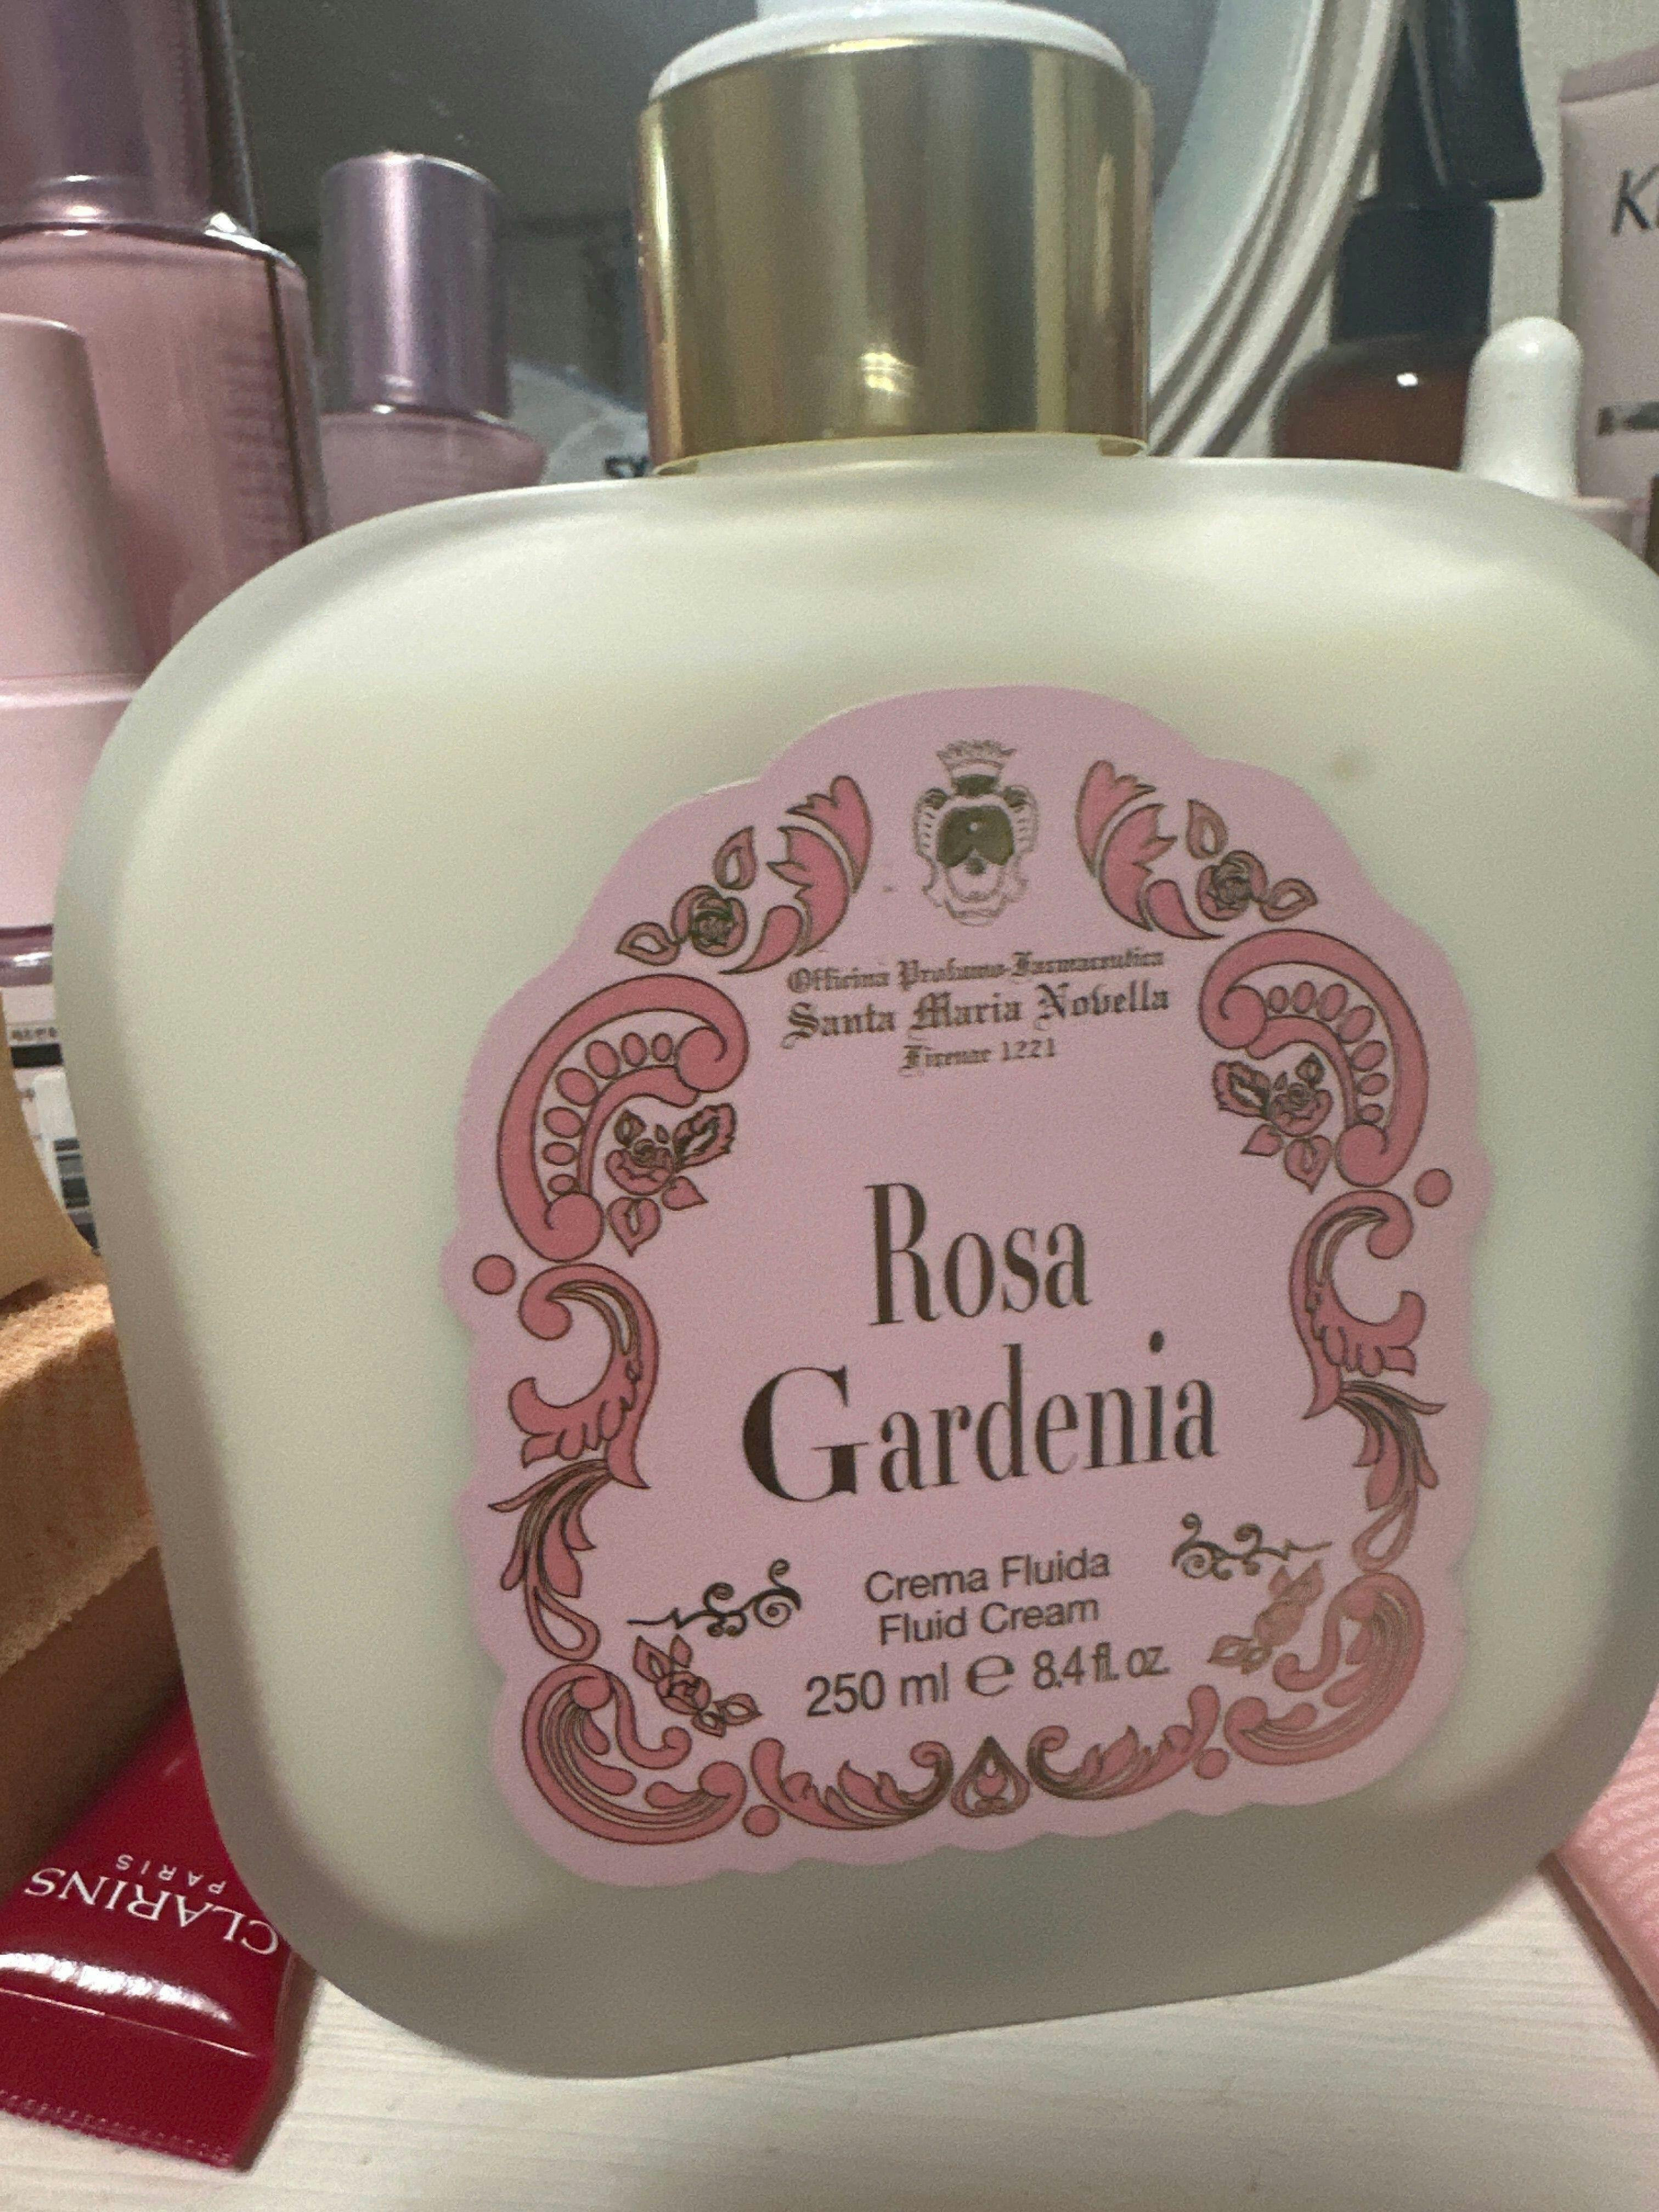 Officina Profumo-Farmaceutica
Santa Maria Novella
Firenze 1221
Rosa
Gardenia
Crema Fluida
Fluid Cream
250 ml e 8.4 fl. oz.
CLARINS
PARIS